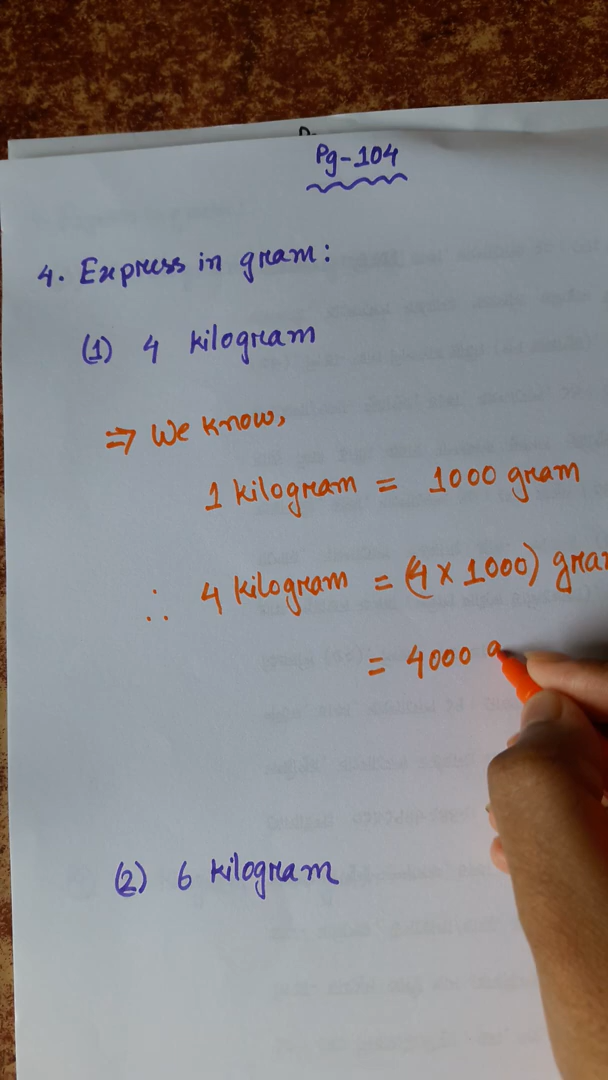 Pg-104
4. Express in gram:
(1) 4 kilogram
⇒ We know,
1 kilogram = 1000 gram
∴ 4 kilogram = (4 x 1000) gram
= 4000 g
(2) 6 kilogram